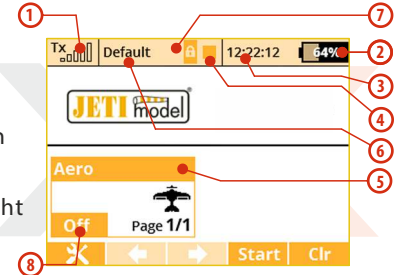 1 7
Tx Default 12:22:12 64% 2
3
4
JETI model
6
n
Aero 5
ht
Off Page 1/1
Start Clr
8